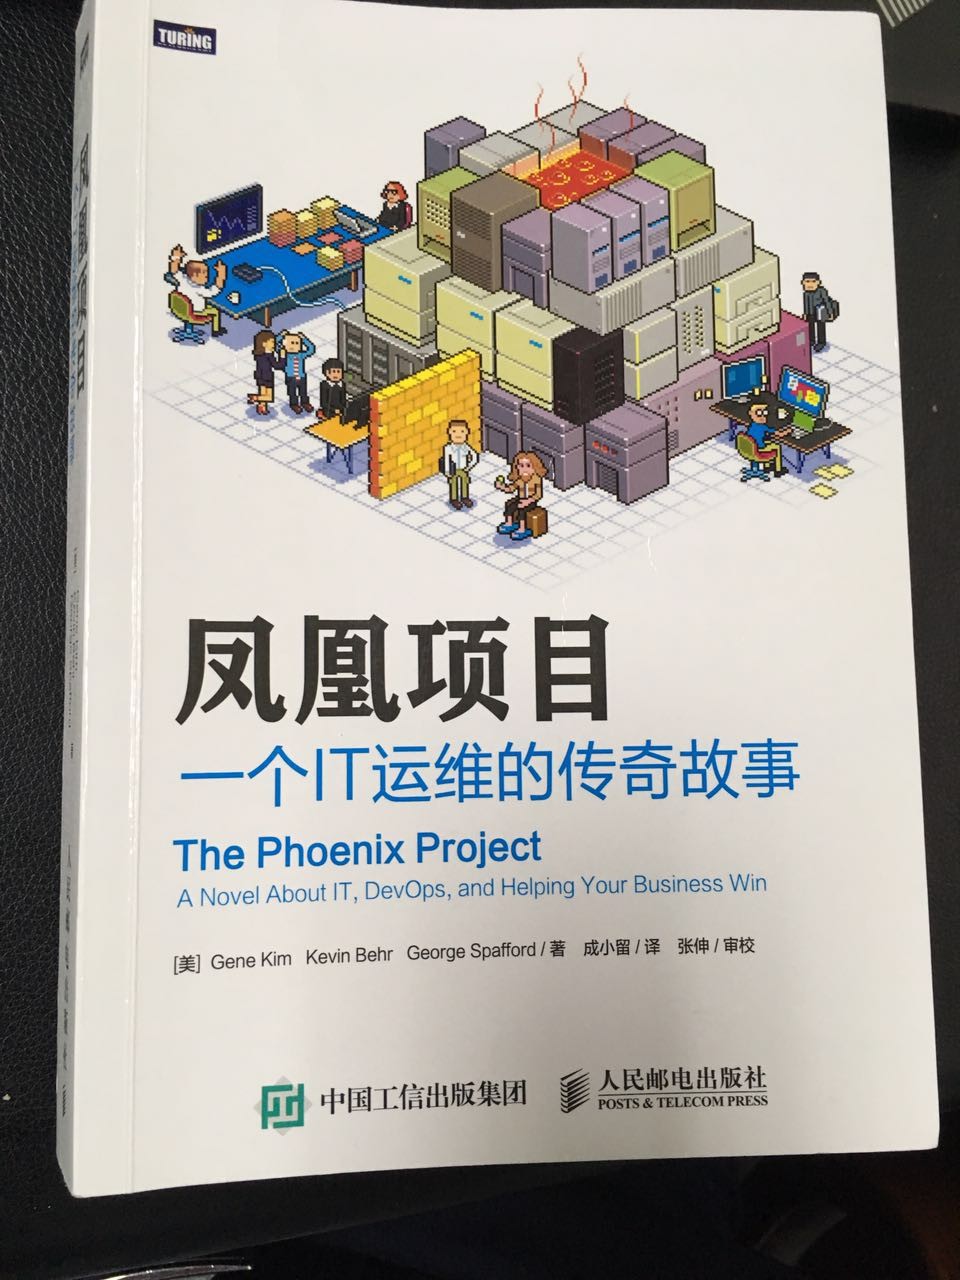 TURING
凤凰项目
一个IT运维的传奇故事
The Phoenix Project
A Novel About IT, DevOps, and Helping Your Business Win
[美] Gene Kim Kevin Behr George Spafford / 著 成小留 / 译 张伸 / 审校
中国工信出版集团
人民邮电出版社
POSTS & TELECOM PRESS